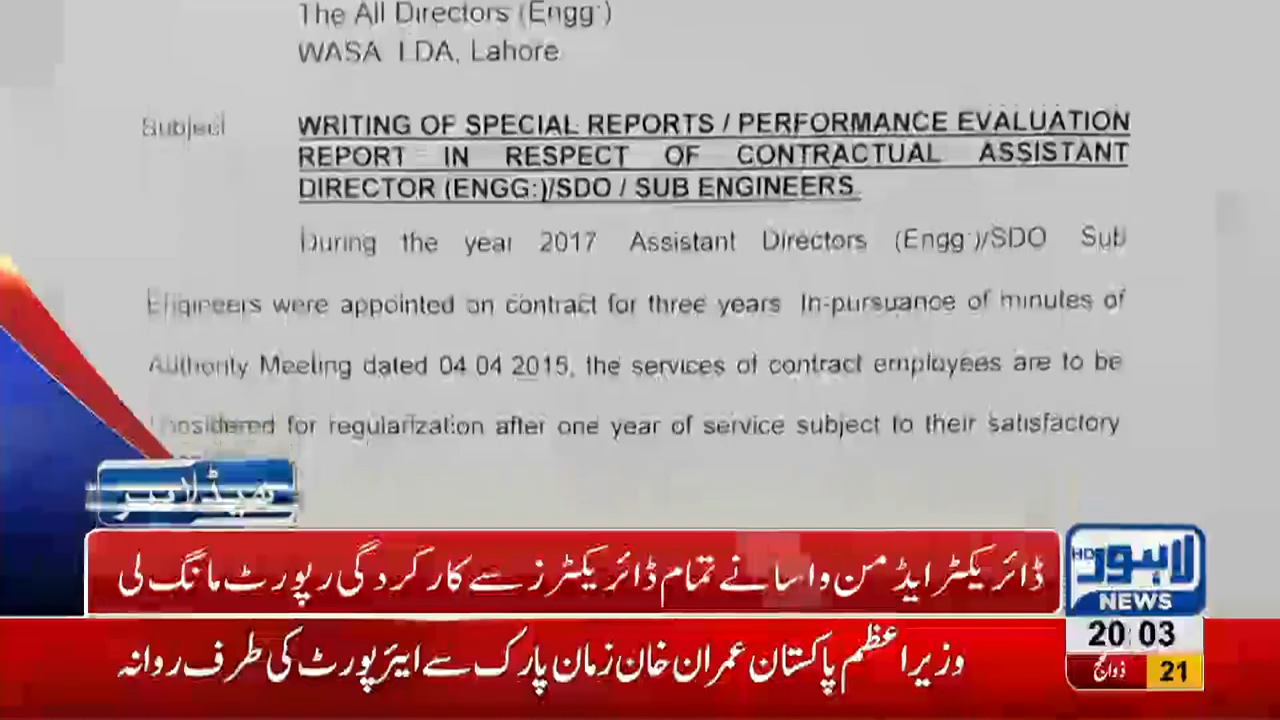 The All Directors (Engg:)
WASA LDA, Lahore
Subject
WRITING OF SPECIAL REPORTS / PERFORMANCE EVALUATION
REPORT IN RESPECT OF CONTRACTUAL ASSISTANT
DIRECTOR (ENGG:)/SDO / SUB ENGINEERS.
During the year 2017 Assistant Directors (Engg:)/SDO Sub
Engineers were appointed on contract for three years In-pursuance of minutes of
Authority Meeting dated 04 04 2015, the services of contract employees are to be
considered for regularization after one year of service subject to their satisfactory
ہیڈلائنز
ڈائریکٹر ایڈمن واسا نے تمام ڈائریکٹرز سے کارکردگی رپورٹ مانگ لی
وزیراعظم پاکستان عمران خان زمان پارک سے ایئرپورٹ کی طرف روانہ
لاہور HD
NEWS
20:03
21 ذوالحج